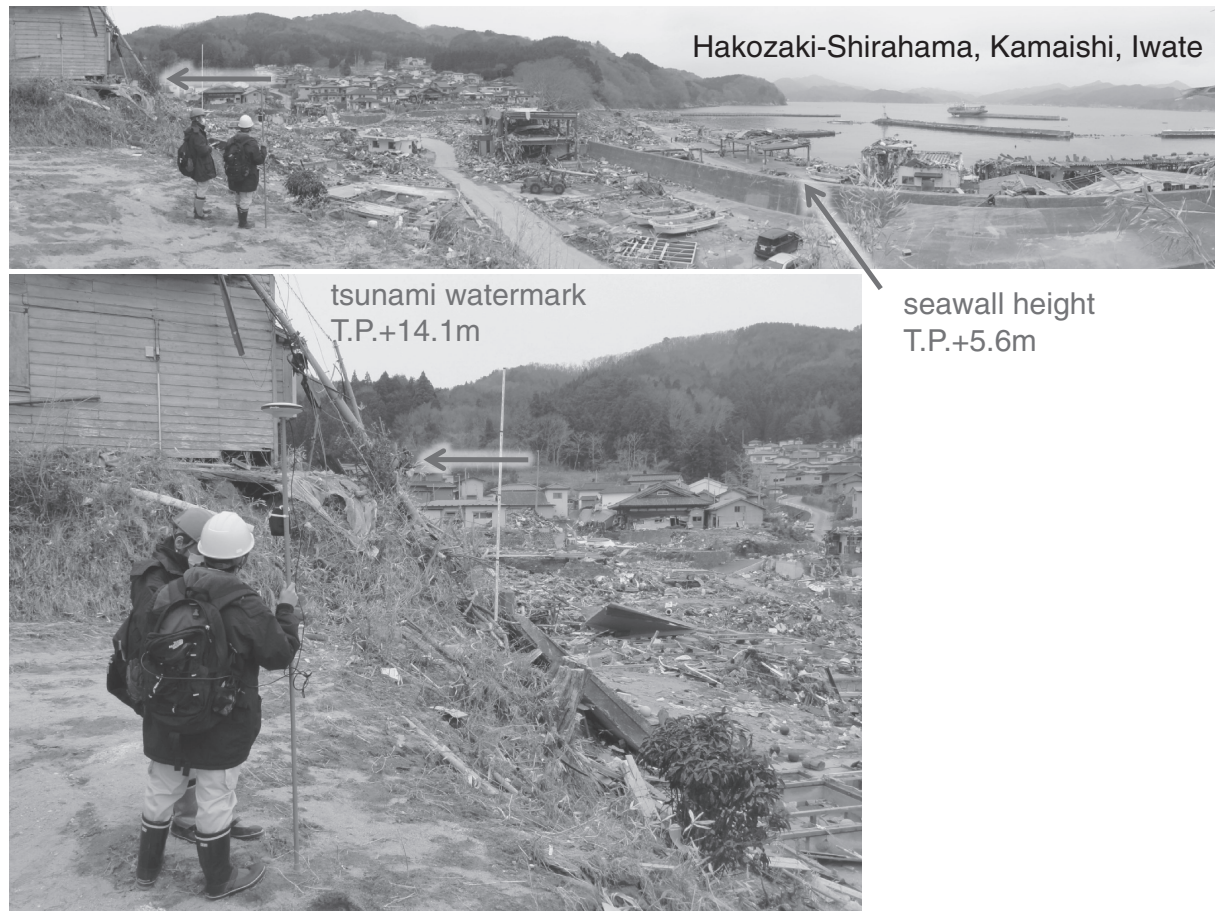 Hakozaki-Shirahama, Kamaishi, Iwate
tsunami watermark
T.P.+14.1m
seawall height
T.P.+5.6m